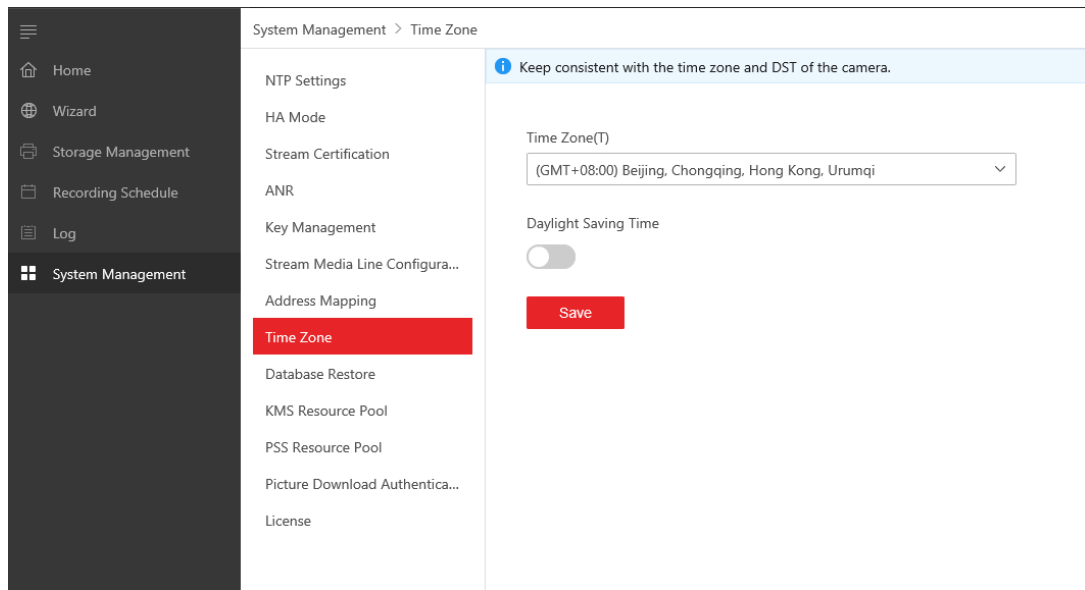 System Management > Time Zone
Home
Wizard
Storage Management
Recording Schedule
Log
System Management
NTP Settings
HA Mode
Stream Certification
ANR
Key Management
Stream Media Line Configura...
Address Mapping
Time Zone
Database Restore
KMS Resource Pool
PSS Resource Pool
Picture Download Authentica...
License
Keep consistent with the time zone and DST of the camera.
Time Zone(T)
(GMT+08:00) Beijing, Chongqing, Hong Kong, Urumqi
Daylight Saving Time
Save